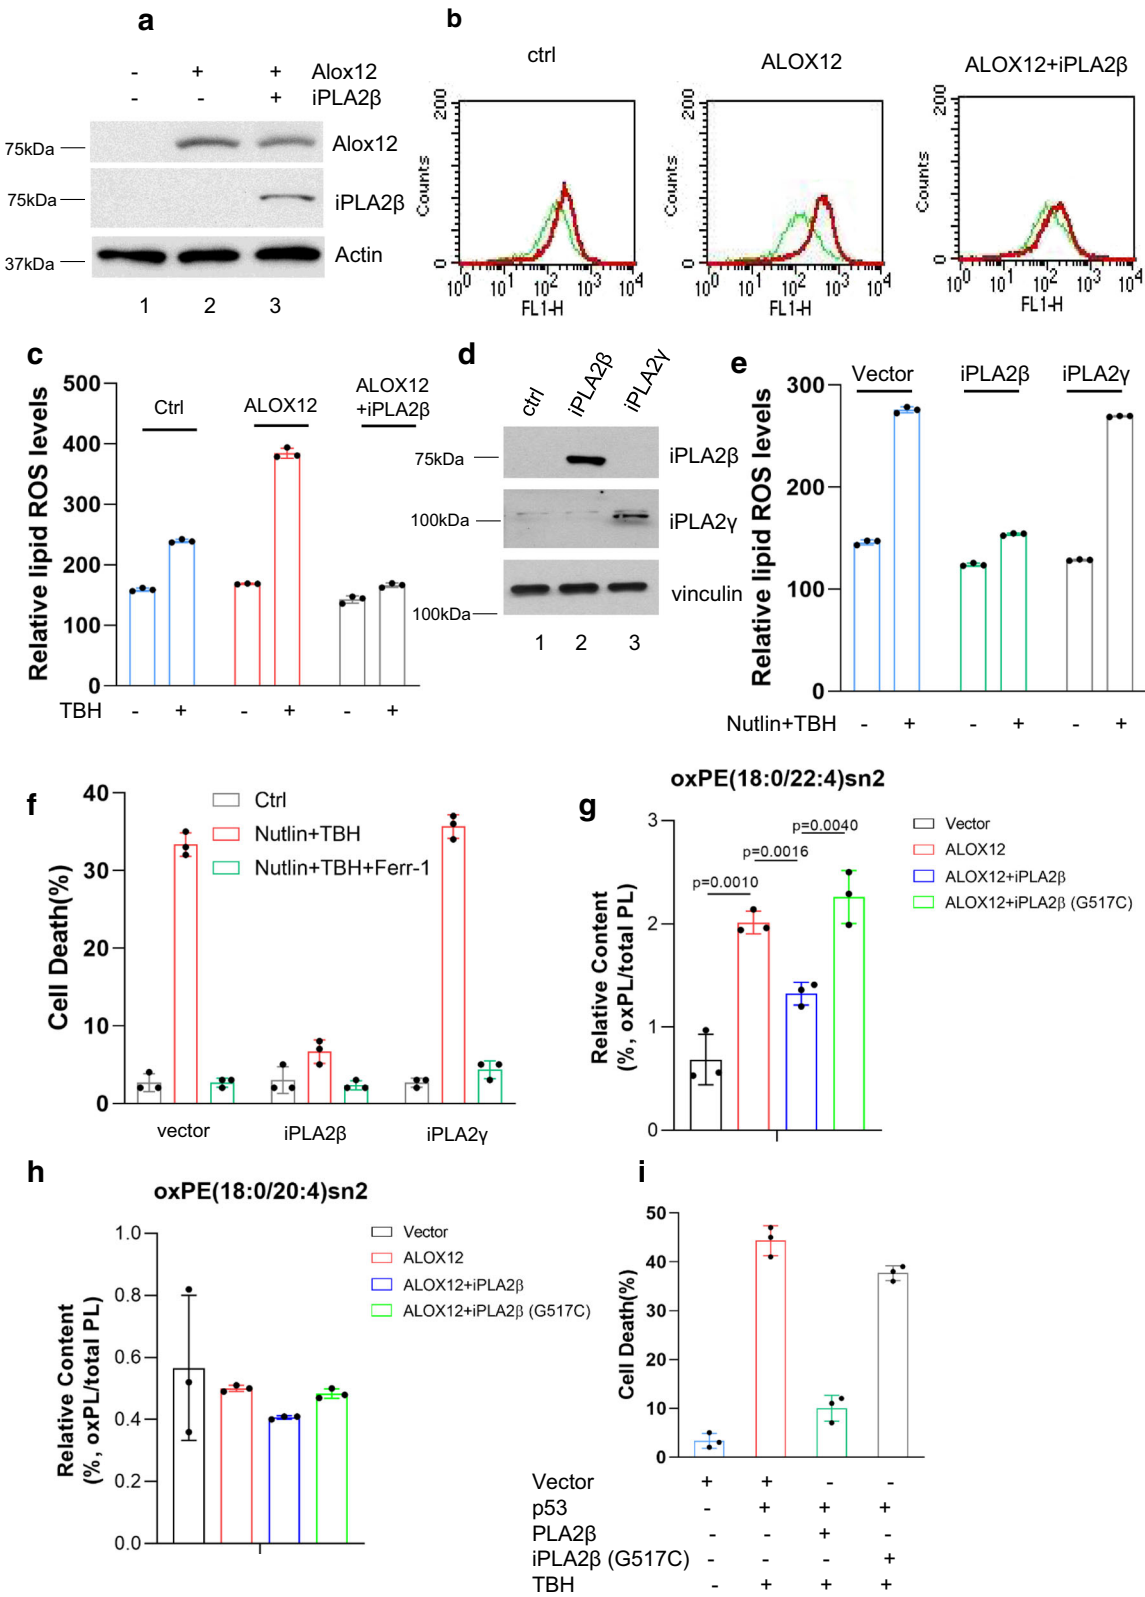 a
- + + Alox12
- - + iPLA2β
75kDa Alox12
75kDa iPLA2β
37kDa Actin
1 2 3
b
ctrl ALOX12 ALOX12+iPLA2β
200 200 200
Counts Counts Counts
0 0 0
10^0 10^1 10^2 10^3 10^4 10^0 10^1 10^2 10^3 10^4 10^0 10^1 10^2 10^3 10^4
FL1-H FL1-H FL1-H
c
Relative lipid ROS levels
500
400
300
200
100
0
Ctrl ALOX12 ALOX12
+iPLA2β
TBH - + - + - +
d
ctrl iPLA2β iPLA2γ
75kDa iPLA2β
100kDa iPLA2γ
vinculin
100kDa
1 2 3
e
Relative lipid ROS levels
300
200
100
0
Vector iPLA2β iPLA2γ
Nutlin+TBH - + - + - +
f
Cell Death(%)
40
30
20
10
0
Ctrl
Nutlin+TBH
Nutlin+TBH+Ferr-1
vector iPLA2β iPLA2γ
g
oxPE(18:0/22:4)sn2
Relative Content
(%, oxPL/total PL)
3
2
1
0
p=0.0040
p=0.0016
p=0.0010
Vector
ALOX12
ALOX12+iPLA2β
ALOX12+iPLA2β (G517C)
h
oxPE(18:0/20:4)sn2
Relative Content
(%, oxPL/total PL)
1.0
0.8
0.6
0.4
0.2
0.0
Vector
ALOX12
ALOX12+iPLA2β
ALOX12+iPLA2β (G517C)
i
Cell Death(%)
50
40
30
20
10
0
Vector + + - -
p53 - + + +
PLA2β - - + -
iPLA2β (G517C) - - - +
TBH - + + +